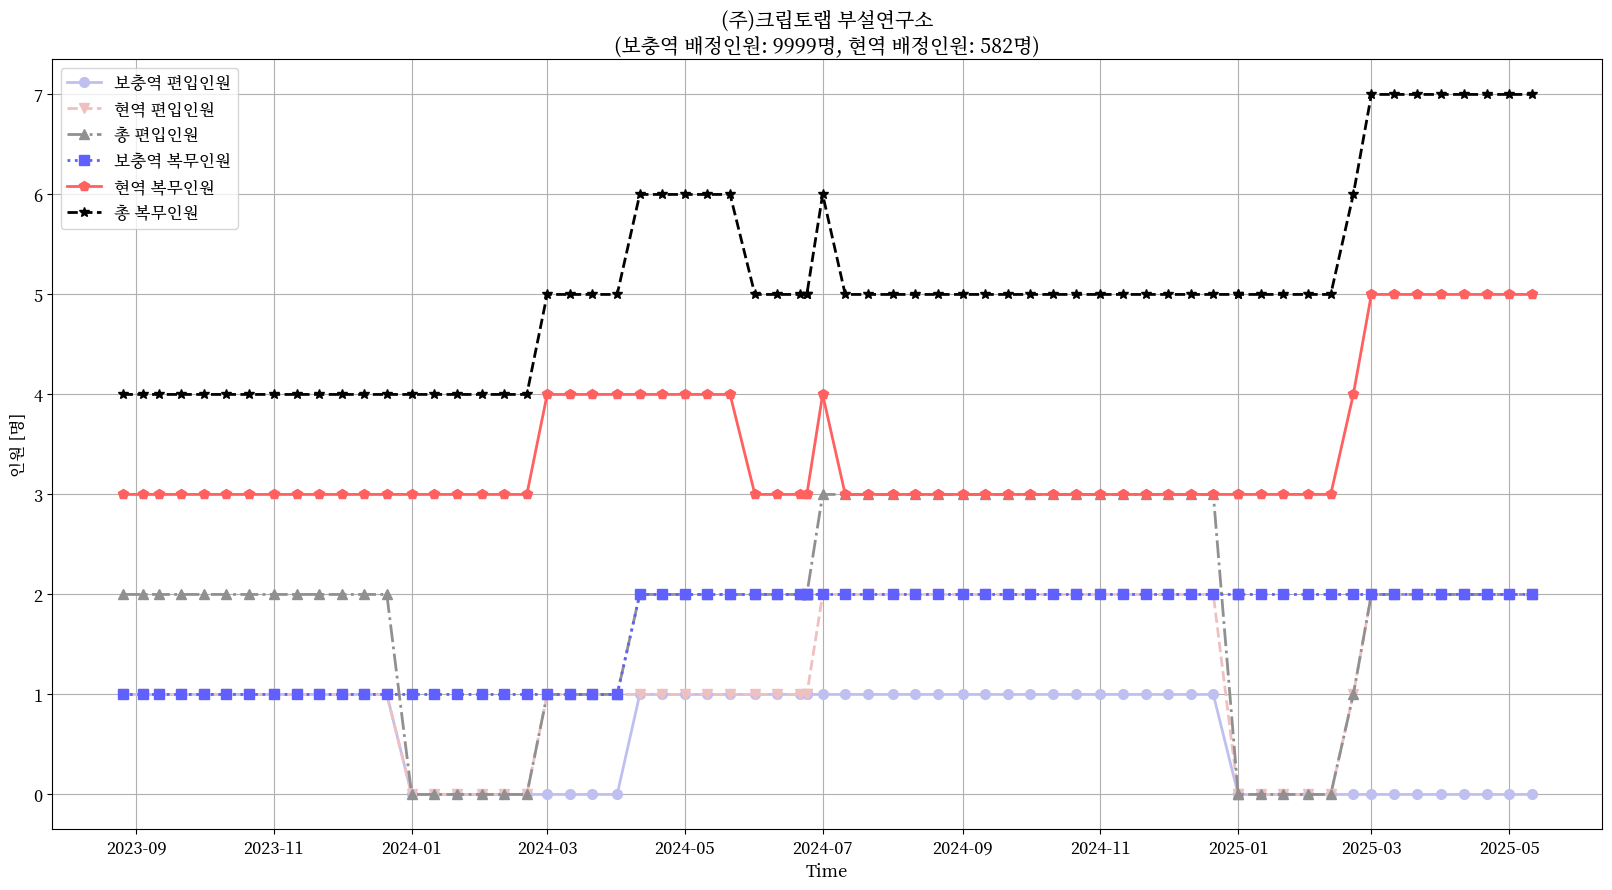 (주)크립토랩 부설연구소
(보충역 배정인원: 9999명, 현역 배정인원: 582명)
보충역 편입인원
현역 편입인원
총 편입인원
보충역 복무인원
현역 복무인원
총 복무인원
인원 [명]
7
6
5
4
3
2
1
0
2023-09 2023-11 2024-01 2024-03 2024-05 2024-07 2024-09 2024-11 2025-01 2025-03 2025-05
Time